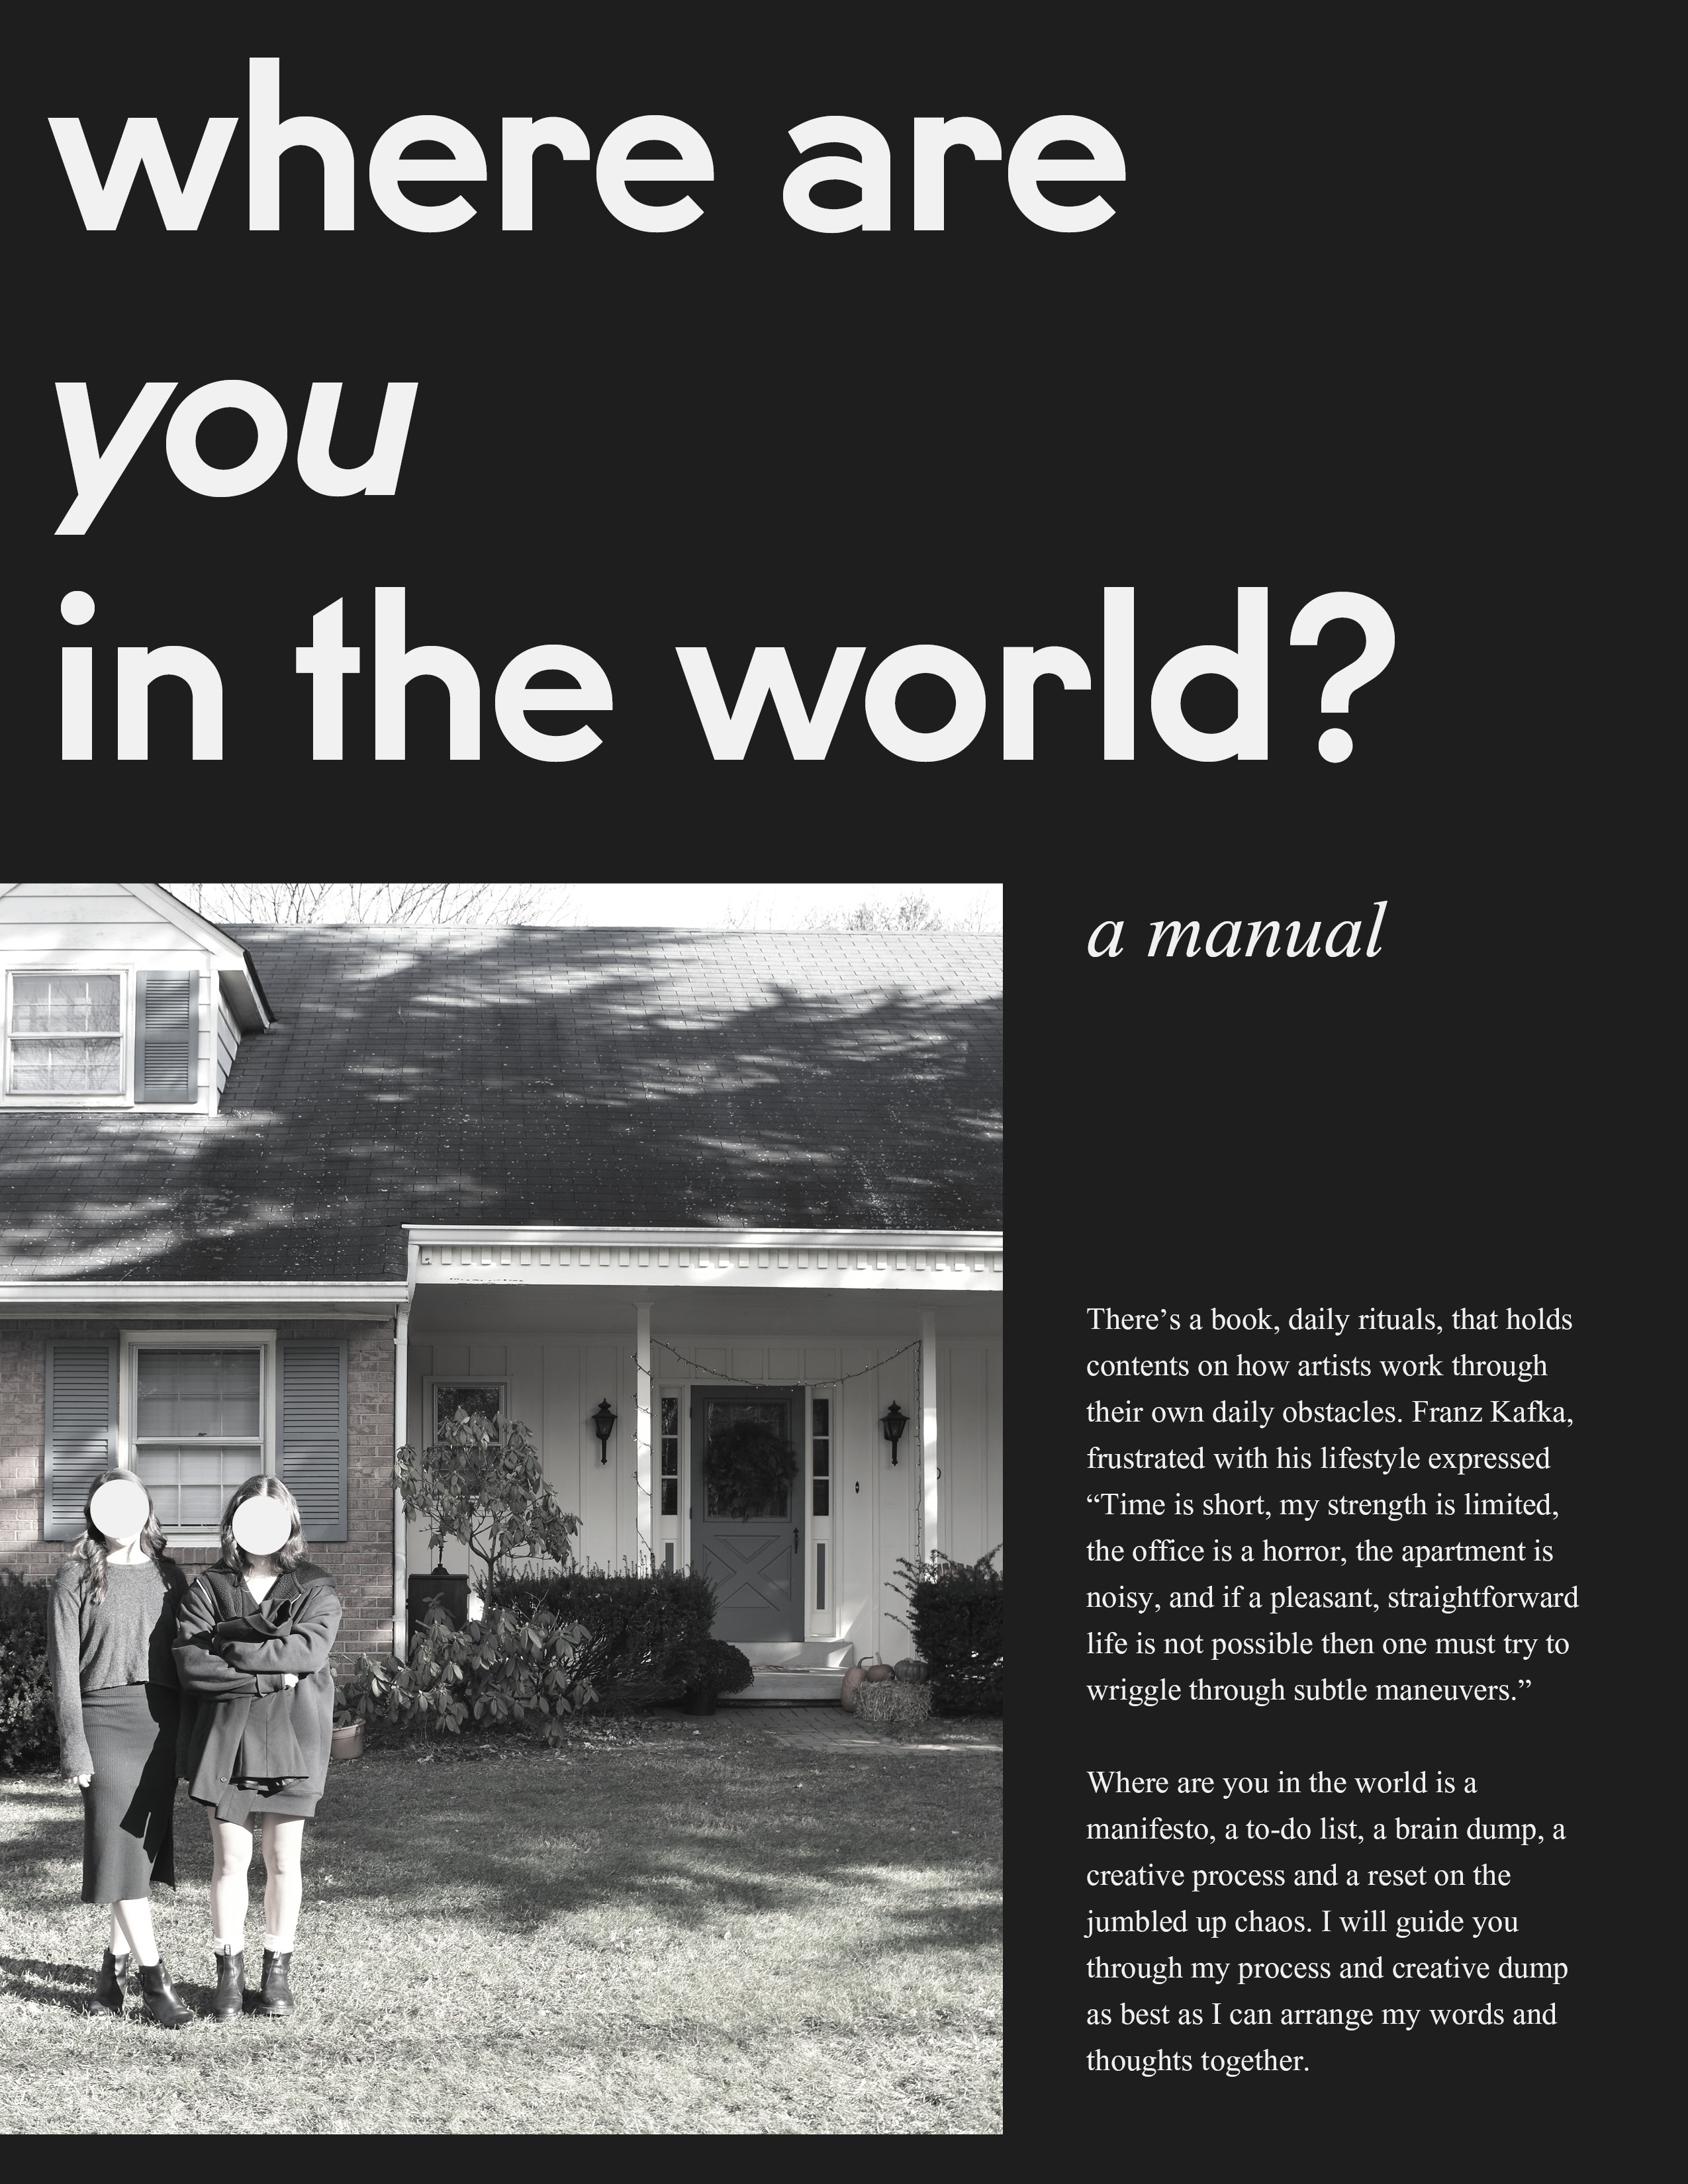 where are
you
in the world?
a manual
There’s a book, daily rituals, that holds
contents on how artists work through
their own daily obstacles. Franz Kafka,
frustrated with his lifestyle expressed
“Time is short, my strength is limited,
the office is a horror, the apartment is
noisy, and if a pleasant, straightforward
life is not possible then one must try to
wriggle through subtle maneuvers.”
Where are you in the world is a
manifesto, a to-do list, a brain dump, a
creative process and a reset on the
jumbled up chaos. I will guide you
through my process and creative dump
as best as I can arrange my words and
thoughts together.